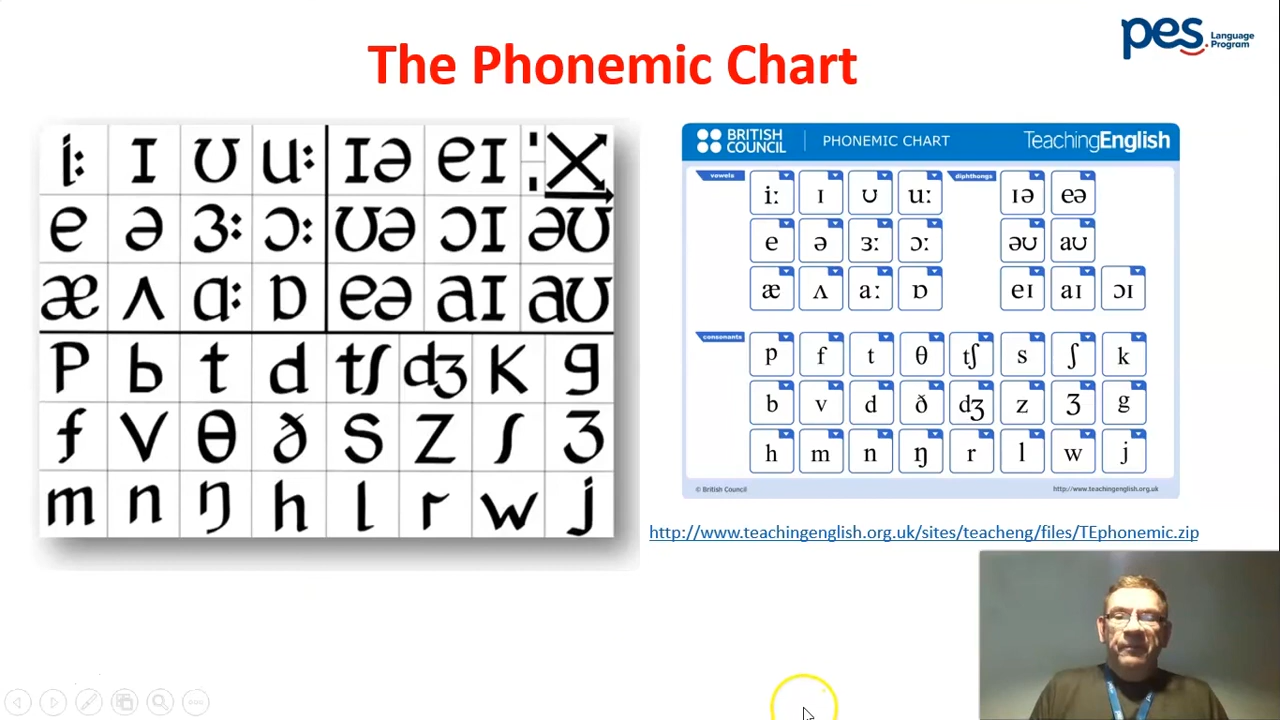 pes. Language
Program
The Phonemic Chart
iː ɪ ʊ uː ɪə eɪ
e ə ɜː ɔː ʊə ɔɪ əʊ
æ ʌ ɑː ɒ eə aɪ aʊ
p b t d tʃ dʒ k g
f v θ ð s z ʃ ʒ
m n ŋ h l r w j
BRITISH
COUNCIL
PHONEMIC CHART
TeachingEnglish
vowels
iː ɪ ʊ uː
e ə ɜː ɔː
æ ʌ aː ɒ
diphthongs
ɪə eə
əʊ aʊ
eɪ aɪ ɔɪ
consonants
p f t θ tʃ s ʃ k
b v d ð dʒ z ʒ g
h m n ŋ r l w j
© British Council
http://www.teachingenglish.org.uk
http://www.teachingenglish.org.uk/sites/teacheng/files/TEphonemic.zip